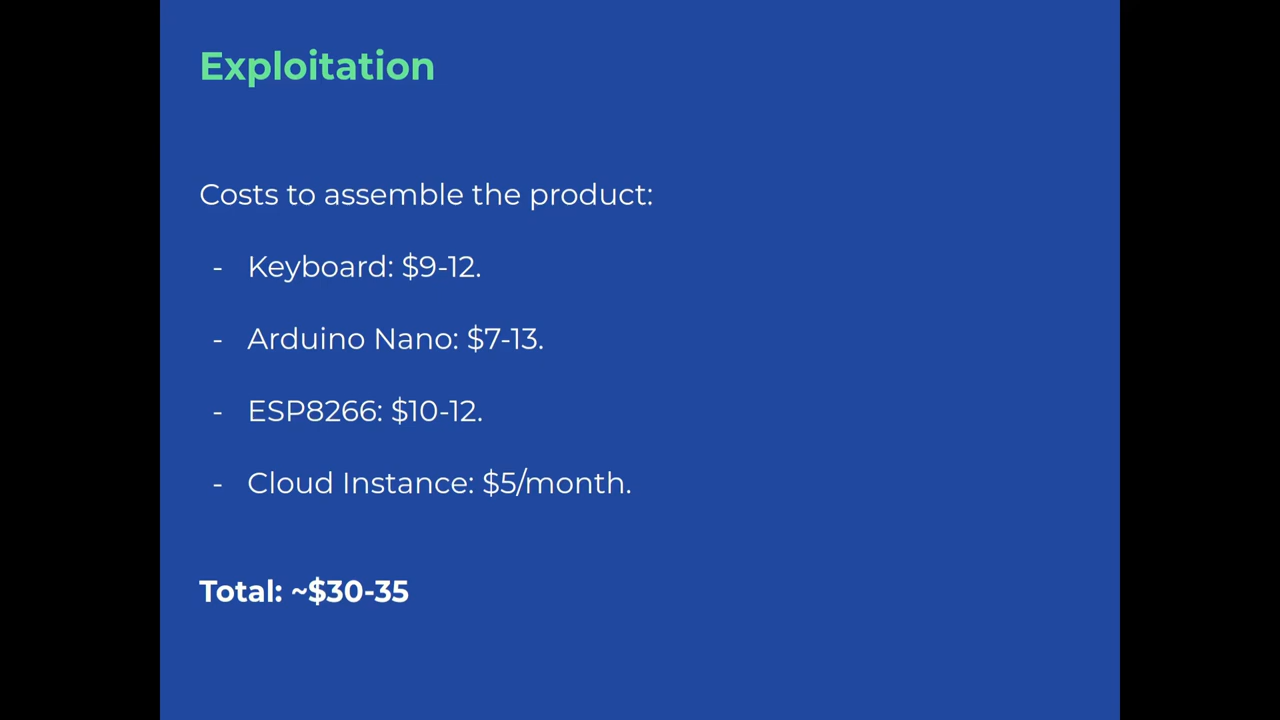 Exploitation
Costs to assemble the product:
- Keyboard: $9-12.
- Arduino Nano: $7-13.
- ESP8266: $10-12.
- Cloud Instance: $5/month.
Total: ~$30-35